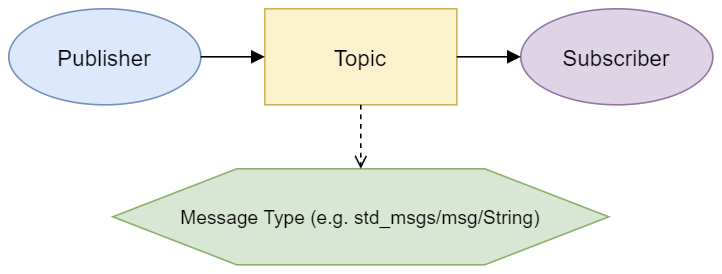 Publisher
Topic
Subscriber
Message Type (e.g. std_msgs/msg/String)